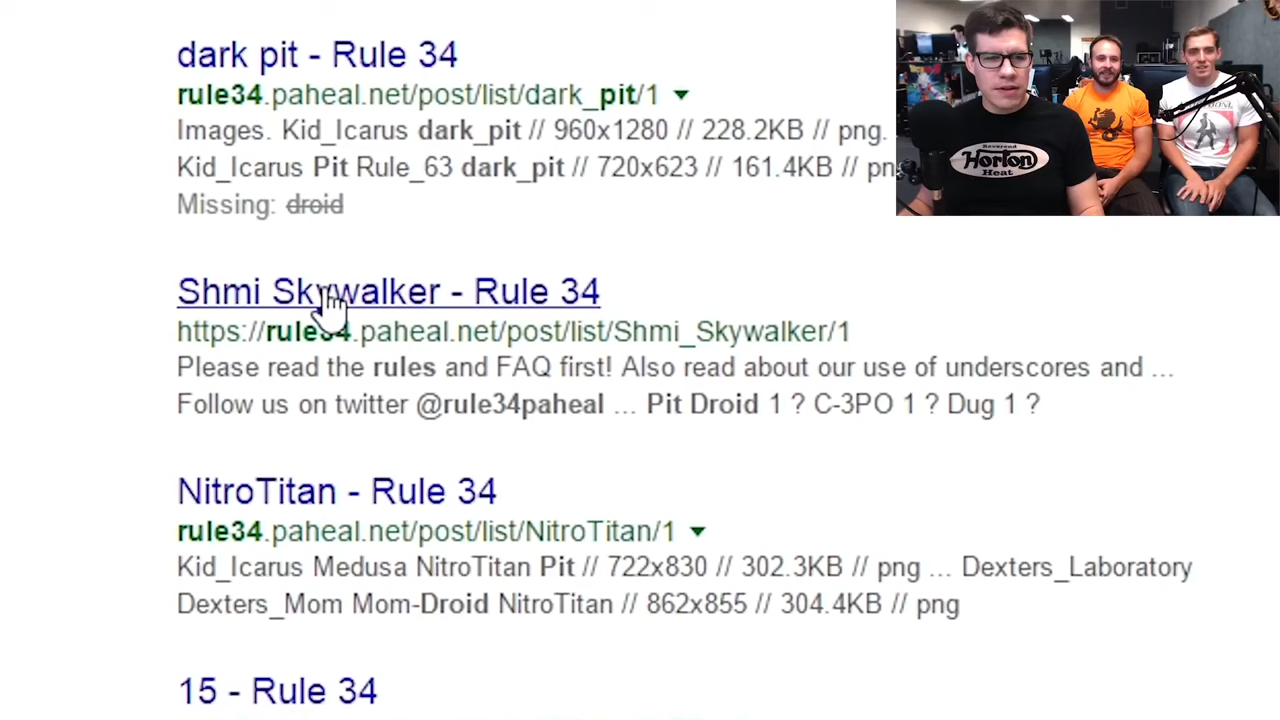 dark pit - Rule 34
rule34.paheal.net/post/list/dark_pit/1
Images. Kid_Icarus dark_pit // 960x1280 // 228.2KB // png.
Kid_Icarus Pit Rule_63 dark_pit // 720x623 // 161.4KB //
Missing: droid
Reverend
Horton
Heat
Shmi Skywalker - Rule 34
https://rule34.paheal.net/post/list/Shmi_Skywalker/1
Please read the rules and FAQ first! Also read about our use of underscores and ...
Follow us on twitter @rule34paheal ... Pit Droid 1 ? C-3PO 1 ? Dug 1 ?
NitroTitan - Rule 34
rule34.paheal.net/post/list/NitroTitan/1
Kid_Icarus Medusa NitroTitan Pit // 722x830 // 302.3KB // png ... Dexters_Laboratory
Dexters_Mom Mom-Droid NitroTitan // 862x855 // 304.4KB // png
15 - Rule 34